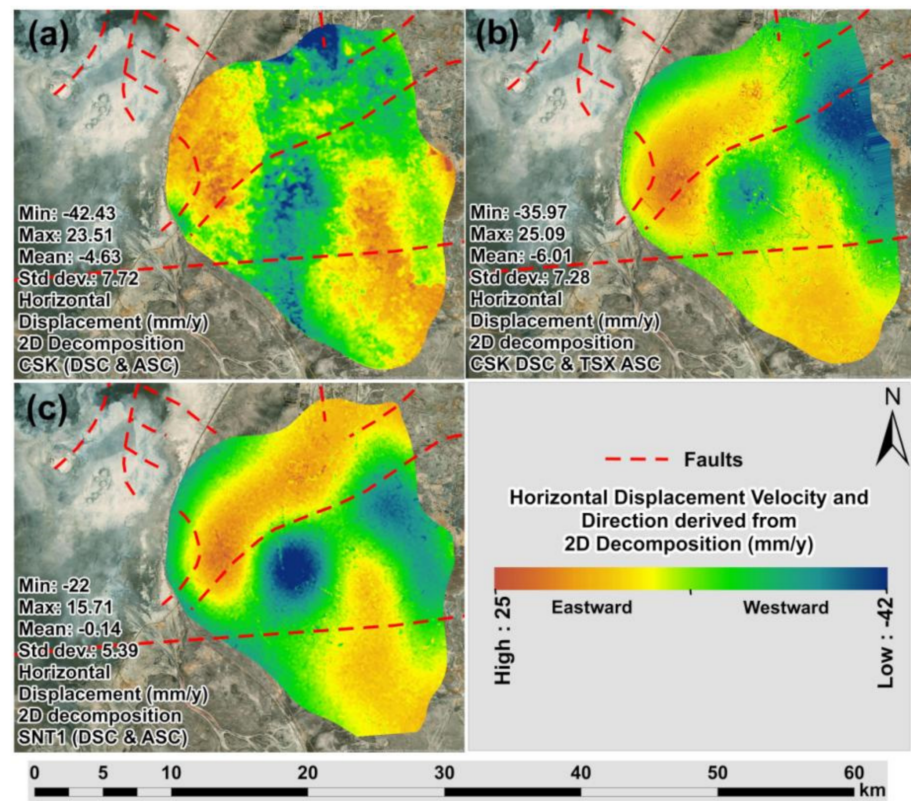 (a)
Min: -42.43
Max: 23.51
Mean: -4.63
Std dev.: 7.72
Horizontal
Displacement (mm/y)
2D Decomposition
CSK (DSC & ASC)
(b)
Min: -35.97
Max: 25.09
Mean: -6.01
Std dev.: 7.28
Horizontal
Displacement (mm/y)
2D decomposition
CSK DSC & TSX ASC
(c)
Min: -22
Max: 15.71
Mean: -0.14
Std dev.: 5.39
Horizontal
Displacement (mm/y)
2D decomposition
SNT1 (DSC & ASC)
N
Faults
Horizontal Displacement Velocity and
Direction derived from
2D Decomposition (mm/y)
Eastward Westward
High : 25
Low : -42
0 5 10 20 30 40 50 60
km